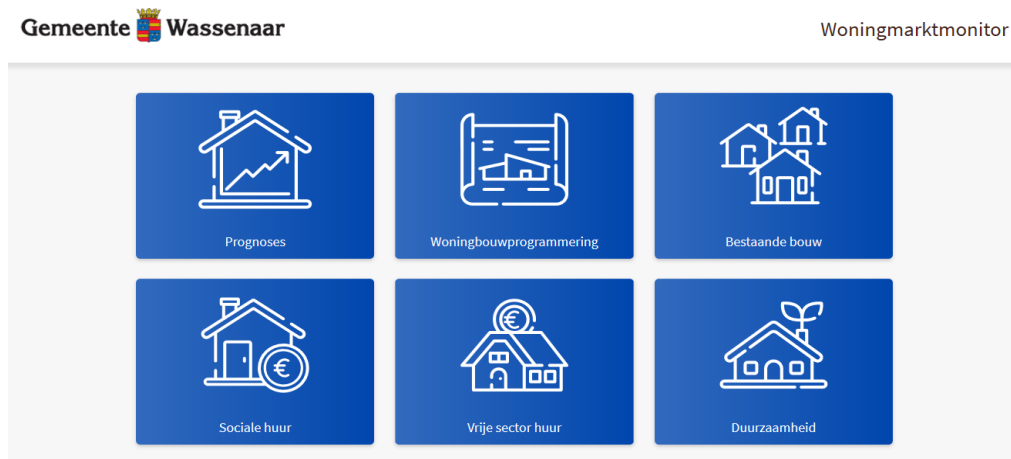 Gemeente Wassenaar
Woningmarktmonitor
Prognoses
Woningbouwprogrammering
Bestaande bouw
€
€
Sociale huur
Vrije sector huur
Duurzaamheid